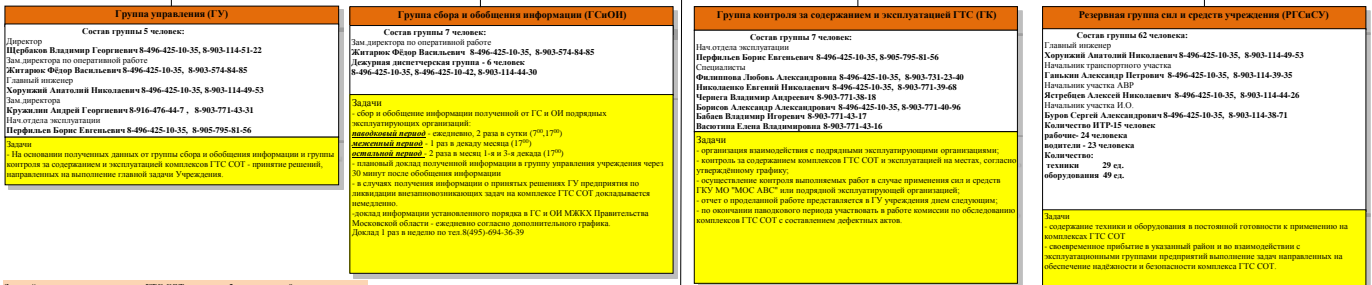 Группа управления (ГУ)
Состав группы 5 человек:
Директор
Щербаков Владимир Георгиевич 8-496-425-10-35, 8-903-114-51-22
Зам.директора по оперативной работе
Житарюк Фёдор Васильевич 8-496-425-10-35, 8-903-574-84-85
Главный инженер
Хорунжий Анатолий Николаевич 8-496-425-10-35, 8-903-114-49-53
Зам.директора
Кружилин Андрей Георгиевич 8-916-476-44-7 , 8-903-771-43-31
Нач.отдела эксплуатации
Перфильев Борис Евгеньевич 8-496-425-10-35, 8-905-795-81-56
Задачи
- На основании полученных данных от группы сбора и обобщения информации и группы
контроля за содержанием и эксплуатацией комплексов ГТС СОТ - принятие решений,
направленных на выполнение главной задачи Учреждения.
Группа сбора и обобщения информации (ГСиОИ)
Состав группы 7 человек:
Зам.директора по оперативной работе
Житарюк Фёдор Васильевич 8-496-425-10-35, 8-903-574-84-85
Дежурная диспетчерская группа - 6 человек
8-496-425-10-35, 8-496-425-10-42, 8-903-114-44-30
Задачи
- сбор и обобщение информации полученной от ГС и ОИ подрядных
эксплуатирующих организаций:
паводковый период - ежедневно, 2 раза в сутки (7⁰⁰,17⁰⁰)
меженный период - 1 раз в декаду месяца (17⁰⁰)
остальной период - 2 раза в месяц 1-я и 3-я декада (17⁰⁰)
- плановый доклад полученной информации в группу управления учреждения через
30 минут после обобщения информации
- в случаях получения информации о принятых решениях ГУ предприятия по
ликвидации внезапновозникающих задач на комплексе ГТС СОТ докладывается
немедленно.
-доклад информации установленного порядка в ГС и ОИ МЖКХ Правительства
Московской области - ежедневно согласно дополнительного графика.
Доклад 1 раз в неделю по тел.8(495)-694-36-39
Группа контроля за содержанием и эксплуатацией ГТС (ГК)
Состав группы 7 человек:
Нач.отдела эксплуатации
Перфильев Борис Евгеньевич 8-496-425-10-35, 8-905-795-81-56
Специалисты
Филиппова Любовь Александровна 8-496-425-10-35, 8-903-731-23-40
Николаенко Евгений Николаевич 8-496-425-10-35, 8-903-771-39-68
Чернега Владимир Андреевич 8-903-771-38-18
Борисов Александр Александрович 8-496-425-10-35, 8-903-771-40-96
Бабаев Владимир Игоревич 8-903-771-43-17
Васютина Елена Владимировна 8-903-771-43-16
Задачи
- организация взаимодействия с подрядными эксплуатирующими организациями;
- контроль за содержанием комплексов ГТС СОТ и эксплуатацией на местах, согласно
утверждённому графику;
- осуществление контроля выполняемых работ в случае применения сил и средств
ГКУ МО "МОС АВС" или подрядной эксплуатирующей организацией;
- отчет о проделанной работе представляется в ГУ учреждения днем следующим;
- по окончании паводкового периода участвовать в работе комиссии по обследованию
комплексов ГТС СОТ с составлением дефектных актов.
Резервная группа сил и средств учреждения (РГСиСУ)
Состав группы 62 человека:
Главный инженер
Хорунжий Анатолий Николаевич 8-496-425-10-35, 8-903-114-49-53
Начальник транспортного участка
Ганькин Александр Петрович 8-496-425-10-35, 8-903-114-39-35
Начальник участка АВР
Ястребцев Алексей Николаевич 8-496-425-10-35, 8-903-114-44-26
Начальник участка И.О.
Буров Сергей Александрович8-496-425-10-35, 8-903-114-38-71
Количество ИТР-15 человек
рабочие- 24 человека
водители - 23 человека
Количество:
техники 29 ед.
оборудования 49 ед.
Задачи
- содержание техники и оборудования в постоянной готовности к применению на
комплексах ГТС СОТ
- своевременное прибытие в указанный район и во взаимодействии с
эксплуатационными группами предприятий выполнение задач направленных на
обеспечение надёжности и безопасности комплекса ГТС СОТ.